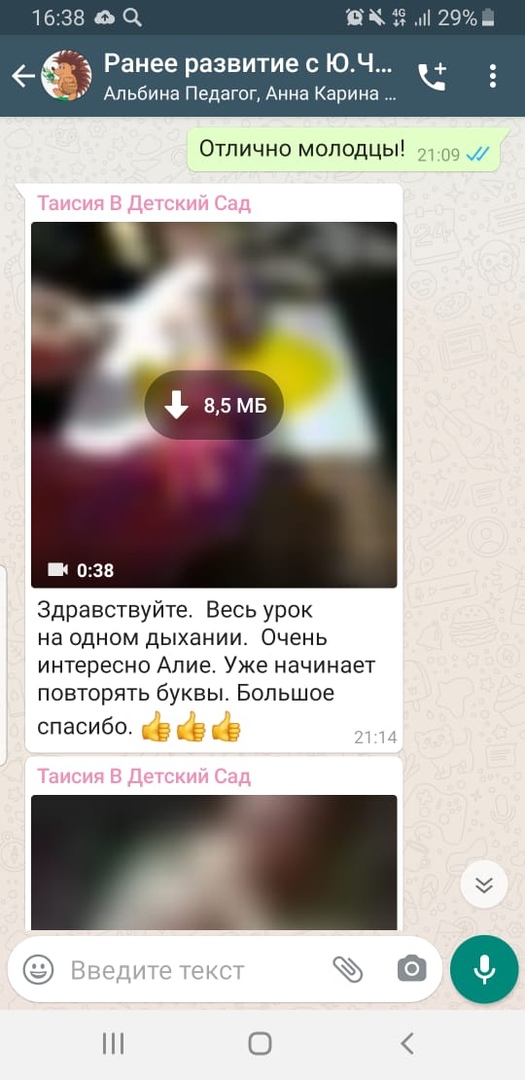 16:38
4G
29%
Ранее развитие с Ю.Ч...
Альбина Педагог, Анна Карина ...
Отлично молодцы! 21:09
Таисия В Детский Сад
8,5 МБ
0:38
Здравствуйте. Весь урок
на одном дыхании. Очень
интересно Алие. Уже начинает
повторять буквы. Большое
спасибо. 👍👍👍
21:14
Таисия В Детский Сад
Введите текст